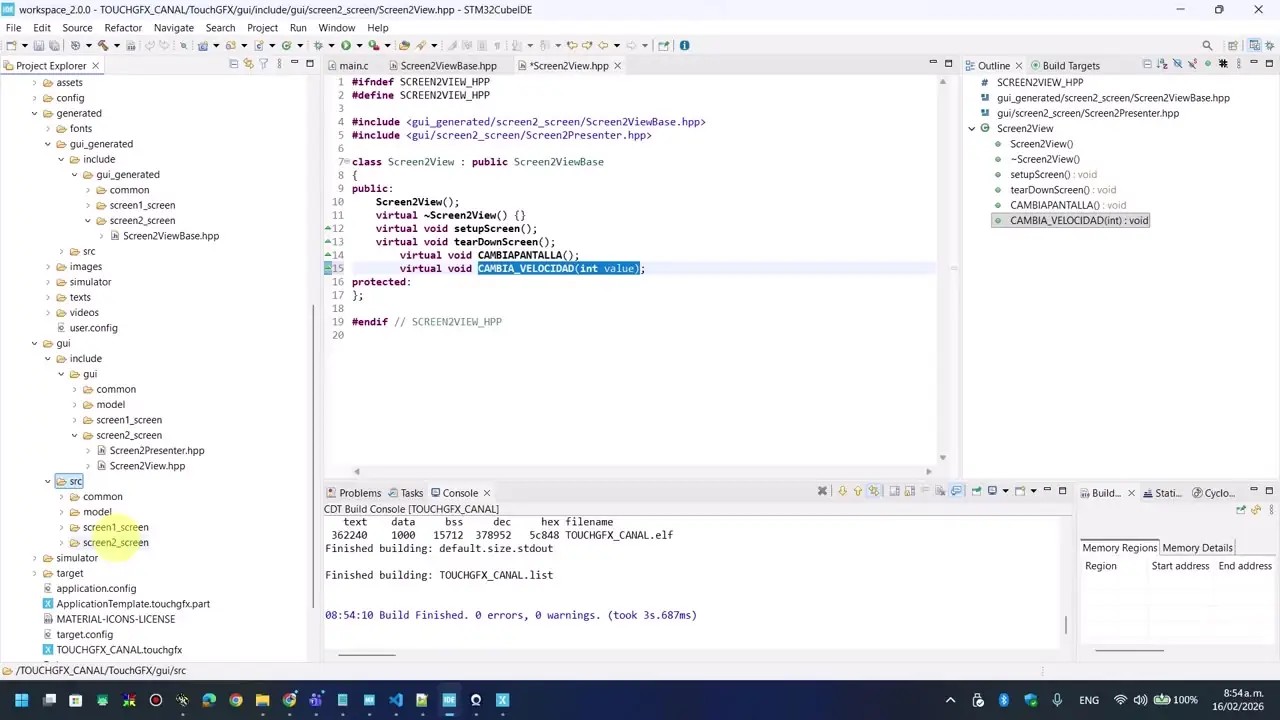 workspace_2.0.0 - TOUCHGFX_CANAL/TouchGFX/gui/include/gui/screen2_screen/Screen2View.hpp - STM32CubeIDE
File Edit Source Refactor Navigate Search Project Run Window Help
Project Explorer
assets
config
generated
fonts
gui_generated
include
gui_generated
common
screen1_screen
screen2_screen
Screen2ViewBase.hpp
src
images
simulator
texts
videos
user.config
gui
include
gui
common
model
screen1_screen
screen2_screen
Screen2Presenter.hpp
Screen2View.hpp
src
common
model
screen1_screen
screen2_screen
simulator
target
application.config
ApplicationTemplate.touchgfx.part
MATERIAL-ICONS-LICENSE
target.config
TOUCHGFX_CANAL.touchgfx
main.c Screen2ViewBase.hpp *Screen2View.hpp
1 #ifndef SCREEN2VIEW_HPP
2 #define SCREEN2VIEW_HPP
3
4 #include <gui_generated/screen2_screen/Screen2ViewBase.hpp>
5 #include <gui/screen2_screen/Screen2Presenter.hpp>
6
7 class Screen2View : public Screen2ViewBase
8 {
9 public:
10 Screen2View();
11 virtual ~Screen2View() {}
12 virtual void setupScreen();
13 virtual void tearDownScreen();
14 virtual void CAMBIAPANTALLA();
15 virtual void CAMBIA_VELOCIDAD(int value);
16 protected:
17 };
18
19 #endif // SCREEN2VIEW_HPP
20
Outline Build Targets
SCREEN2VIEW_HPP
gui_generated/screen2_screen/Screen2ViewBase.hpp
gui/screen2_screen/Screen2Presenter.hpp
Screen2View
Screen2View()
~Screen2View()
setupScreen() : void
tearDownScreen() : void
CAMBIAPANTALLA() : void
CAMBIA_VELOCIDAD(int) : void
Problems Tasks Console
CDT Build Console [TOUCHGFX_CANAL]
text data bss dec hex filename
362240 1000 15712 378952 5c848 TOUCHGFX_CANAL.elf
Finished building: default.size.stdout
Finished building: TOUCHGFX_CANAL.list
08:54:10 Build Finished. 0 errors, 0 warnings. (took 3s.687ms)
Build... Stati... Cyclo...
Memory Regions Memory Details
Region Start address End address
/TOUCHGFX_CANAL/TouchGFX/gui/src
ENG 100% 8:54 a. m.
16/02/2026